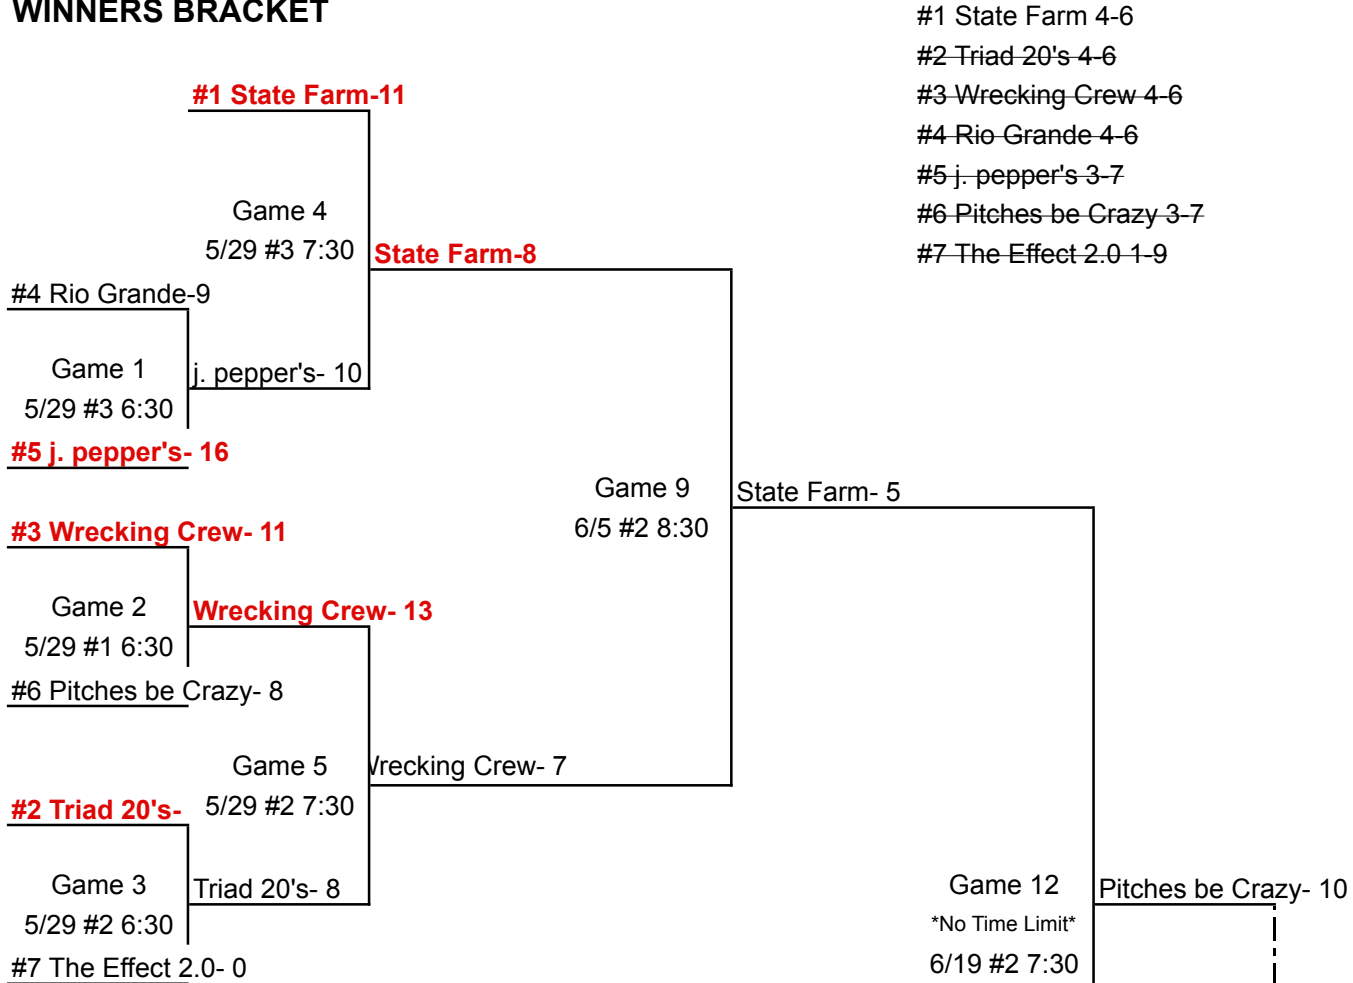 WINNERS BRACKET
#1 State Farm 4-6
#2 Triad 20's 4-6
#3 Wrecking Crew 4-6
#4 Rio Grande 4-6
#5 j. pepper's 3-7
#6 Pitches be Crazy 3-7
#7 The Effect 2.0 1-9
#1 State Farm-11
Game 4
5/29 #3 7:30
State Farm-8
#4 Rio Grande-9
Game 1
5/29 #3 6:30
j. pepper's- 10
#5 j. pepper's- 16
Game 9
6/5 #2 8:30
State Farm- 5
#3 Wrecking Crew- 11
Game 2
5/29 #1 6:30
Wrecking Crew- 13
#6 Pitches be Crazy- 8
Game 5
5/29 #2 7:30
Wrecking Crew- 7
#2 Triad 20's-
Game 3
5/29 #2 6:30
Triad 20's- 8
#7 The Effect 2.0- 0
Game 12
*No Time Limit*
6/19 #2 7:30
Pitches be Crazy- 10